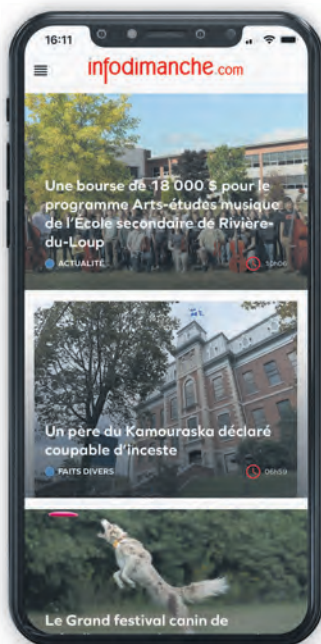 16:11
infodimanche.com
Une bourse de 18 000 $ pour le
programme Arts-études musique
de l'École secondaire de Rivière-
du-Loup
ACTUALITÉ
Un père du Kamouraska déclaré
coupable d'inceste
FAITS DIVERS 06h59
Le Grand festival canin de